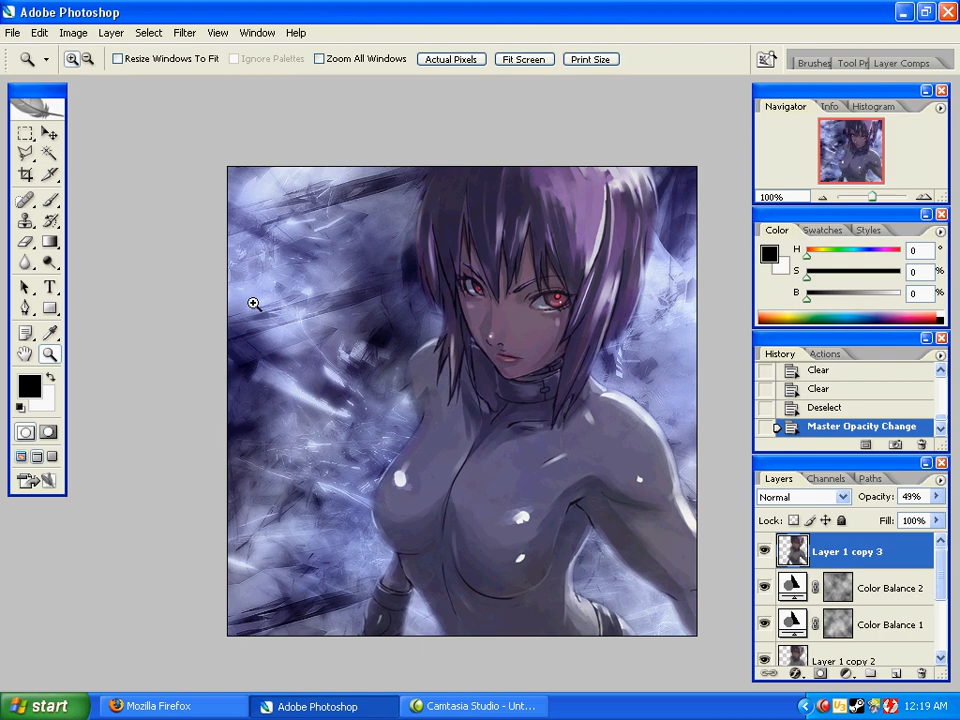 Adobe Photoshop
File Edit Image Layer Select Filter View Window Help
Resize Windows To Fit Ignore Palettes Zoom All Windows Actual Pixels Fit Screen Print Size Brushes Tool Pr Layer Comps
Navigator Info Histogram
100%
Color Swatches Styles
H 0 °
S 0 %
B 0 %
History Actions
Clear
Clear
Deselect
Master Opacity Change
Layers Channels Paths
Normal Opacity: 49%
Lock: Fill: 100%
Layer 1 copy 3
Color Balance 2
Color Balance 1
Layer 1 copy 2
start Mozilla Firefox Adobe Photoshop Camtasia Studio - Unt... 12:19 AM